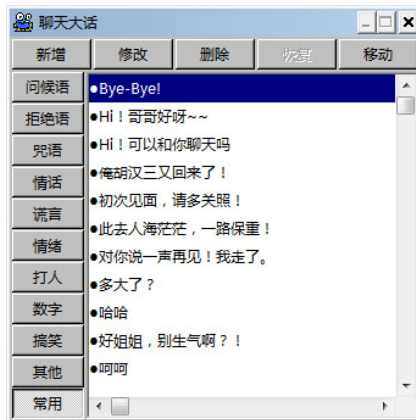 聊天大话
新增 修改 删除 恢复 移动
问候语
拒绝语
咒语
情话
谎言
情绪
打人
数字
搞笑
其他
常用
●Bye-Bye!
●Hi！哥哥好呀~~
●Hi！可以和你聊天吗
●俺胡汉三又回来了！
●初次见面，请多关照！
●此去人海茫茫，一路保重！
●对你说一声再见！我走了。
●多大了？
●哈哈
●好姐姐，别生气啊？！
●呵呵